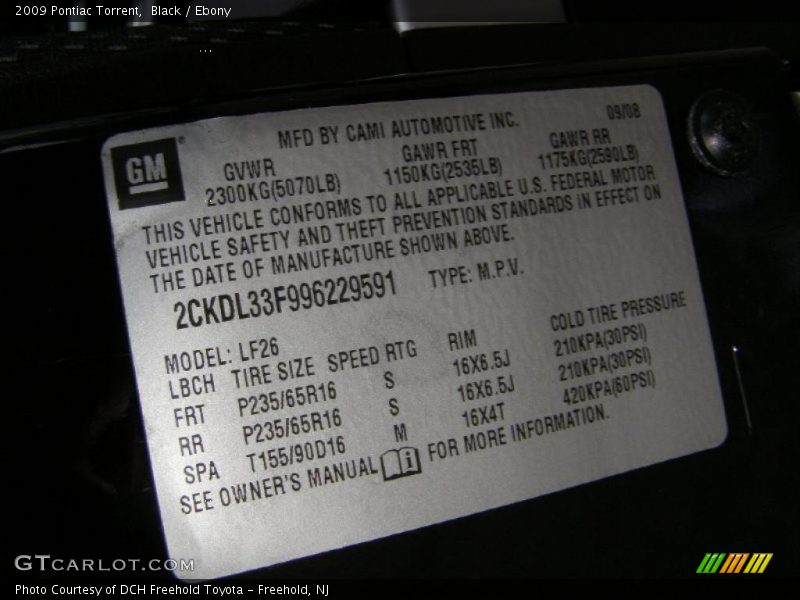 2009 Pontiac Torrent, Black / Ebony
GM
MFD BY CAMI AUTOMOTIVE INC. 09/08
GVWR GAWR FRT GAWR RR
2300KG(5070LB) 1150KG(2535LB) 1175KG(2590LB)
THIS VEHICLE CONFORMS TO ALL APPLICABLE U.S. FEDERAL MOTOR
VEHICLE SAFETY AND THEFT PREVENTION STANDARDS IN EFFECT ON
THE DATE OF MANUFACTURE SHOWN ABOVE.
2CKDL33F996229591 TYPE: M.P.V.
MODEL: LF26
LBCH TIRE SIZE SPEED RTG RIM COLD TIRE PRESSURE
FRT P235/65R16 S 16X6.5J 210KPA(30PSI)
RR P235/65R16 S 16X6.5J 210KPA(30PSI)
SPA T155/90D16 M 16X4T 420KPA(60PSI)
SEE OWNER'S MANUAL FOR MORE INFORMATION.
GTCARLOT.COM
Photo Courtesy of DCH Freehold Toyota - Freehold, NJ